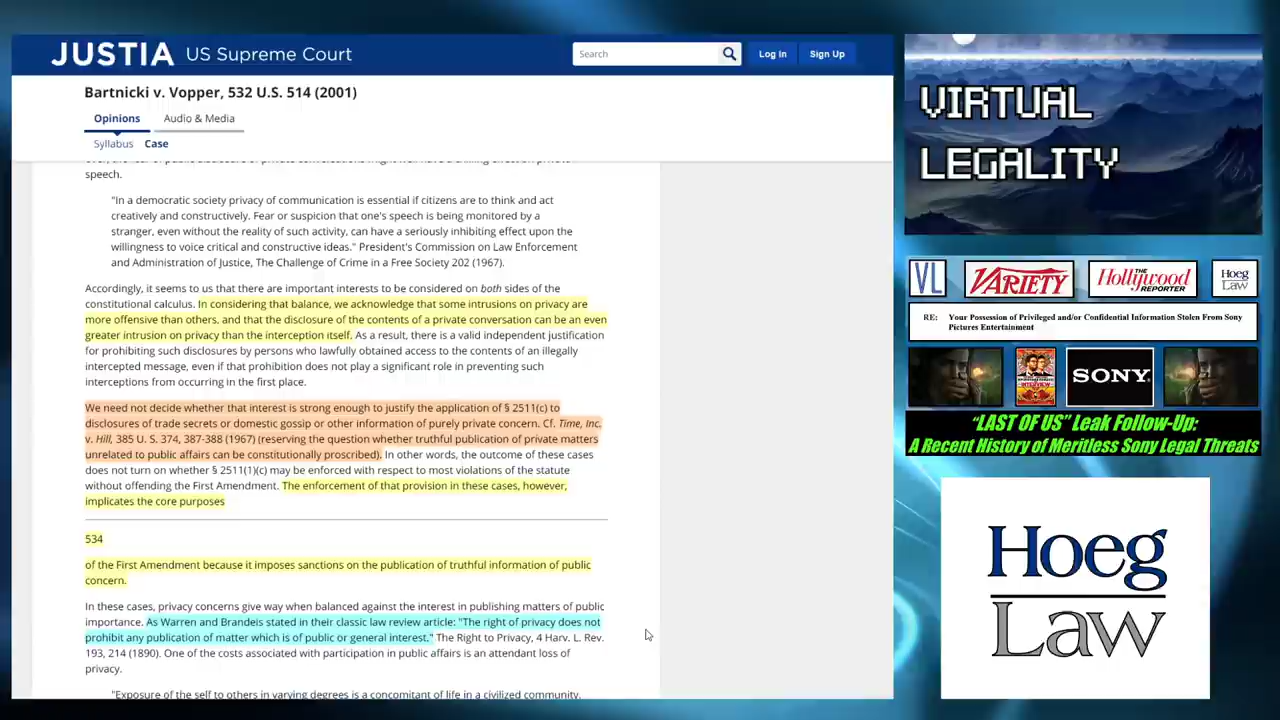 JUSTIA US Supreme Court
Search
Log In
Sign Up
Bartnicki v. Vopper, 532 U.S. 514 (2001)
Opinions
Audio & Media
Syllabus
Case
speech.
"In a democratic society privacy of communication is essential if citizens are to think and act
creatively and constructively. Fear or suspicion that one's speech is being monitored by a
stranger, even without the reality of such activity, can have a seriously inhibiting effect upon the
willingness to voice critical and constructive ideas." President's Commission on Law Enforcement
and Administration of Justice, The Challenge of Crime in a Free Society 202 (1967).
Accordingly, it seems to us that there are important interests to be considered on both sides of the
constitutional calculus. In considering that balance, we acknowledge that some intrusions on privacy are
more offensive than others, and that the disclosure of the contents of a private conversation can be an even
greater intrusion on privacy than the interception itself. As a result, there is a valid independent justification
for prohibiting such disclosures by persons who lawfully obtained access to the contents of an illegally
intercepted message, even if that prohibition does not play a significant role in preventing such
interceptions from occurring in the first place.
We need not decide whether that interest is strong enough to justify the application of § 2511(c) to
disclosures of trade secrets or domestic gossip or other information of purely private concern. Cf. Time, Inc.
v. Hill, 385 U. S. 374, 387-388 (1967) (reserving the question whether truthful publication of private matters
unrelated to public affairs can be constitutionally proscribed). In other words, the outcome of these cases
does not turn on whether § 2511(1)(c) may be enforced with respect to most violations of the statute
without offending the First Amendment. The enforcement of that provision in these cases, however,
implicates the core purposes
534
of the First Amendment because it imposes sanctions on the publication of truthful information of public
concern.
In these cases, privacy concerns give way when balanced against the interest in publishing matters of public
importance. As Warren and Brandeis stated in their classic law review article: "The right of privacy does not
prohibit any publication of matter which is of public or general interest." The Right to Privacy, 4 Harv. L. Rev.
193, 214 (1890). One of the costs associated with participation in public affairs is an attendant loss of
privacy.
"Exposure of the self to others in varying degrees is a concomitant of life in a civilized community.
VIRTUAL
LEGALITY
VL
VARIETY
THE
Hollywood
REPORTER
Hoeg
Law
RE: Your Possession of Privileged and/or Confidential Information Stolen From Sony
Pictures Entertainment
SONY
"LAST OF US" Leak Follow-Up:
A Recent History of Meritless Sony Legal Threats
Hoeg
Law